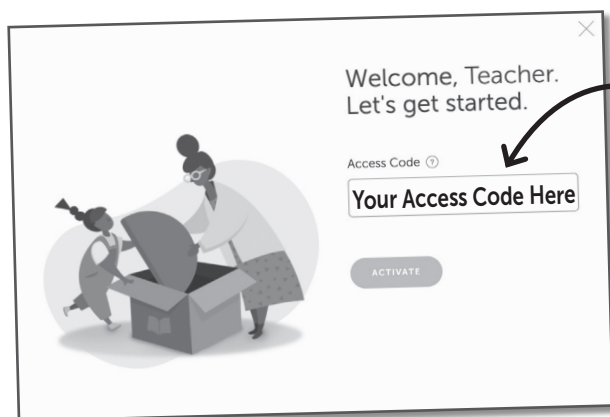 Welcome, Teacher.
Let's get started.
Access Code ?
Your Access Code Here
ACTIVATE